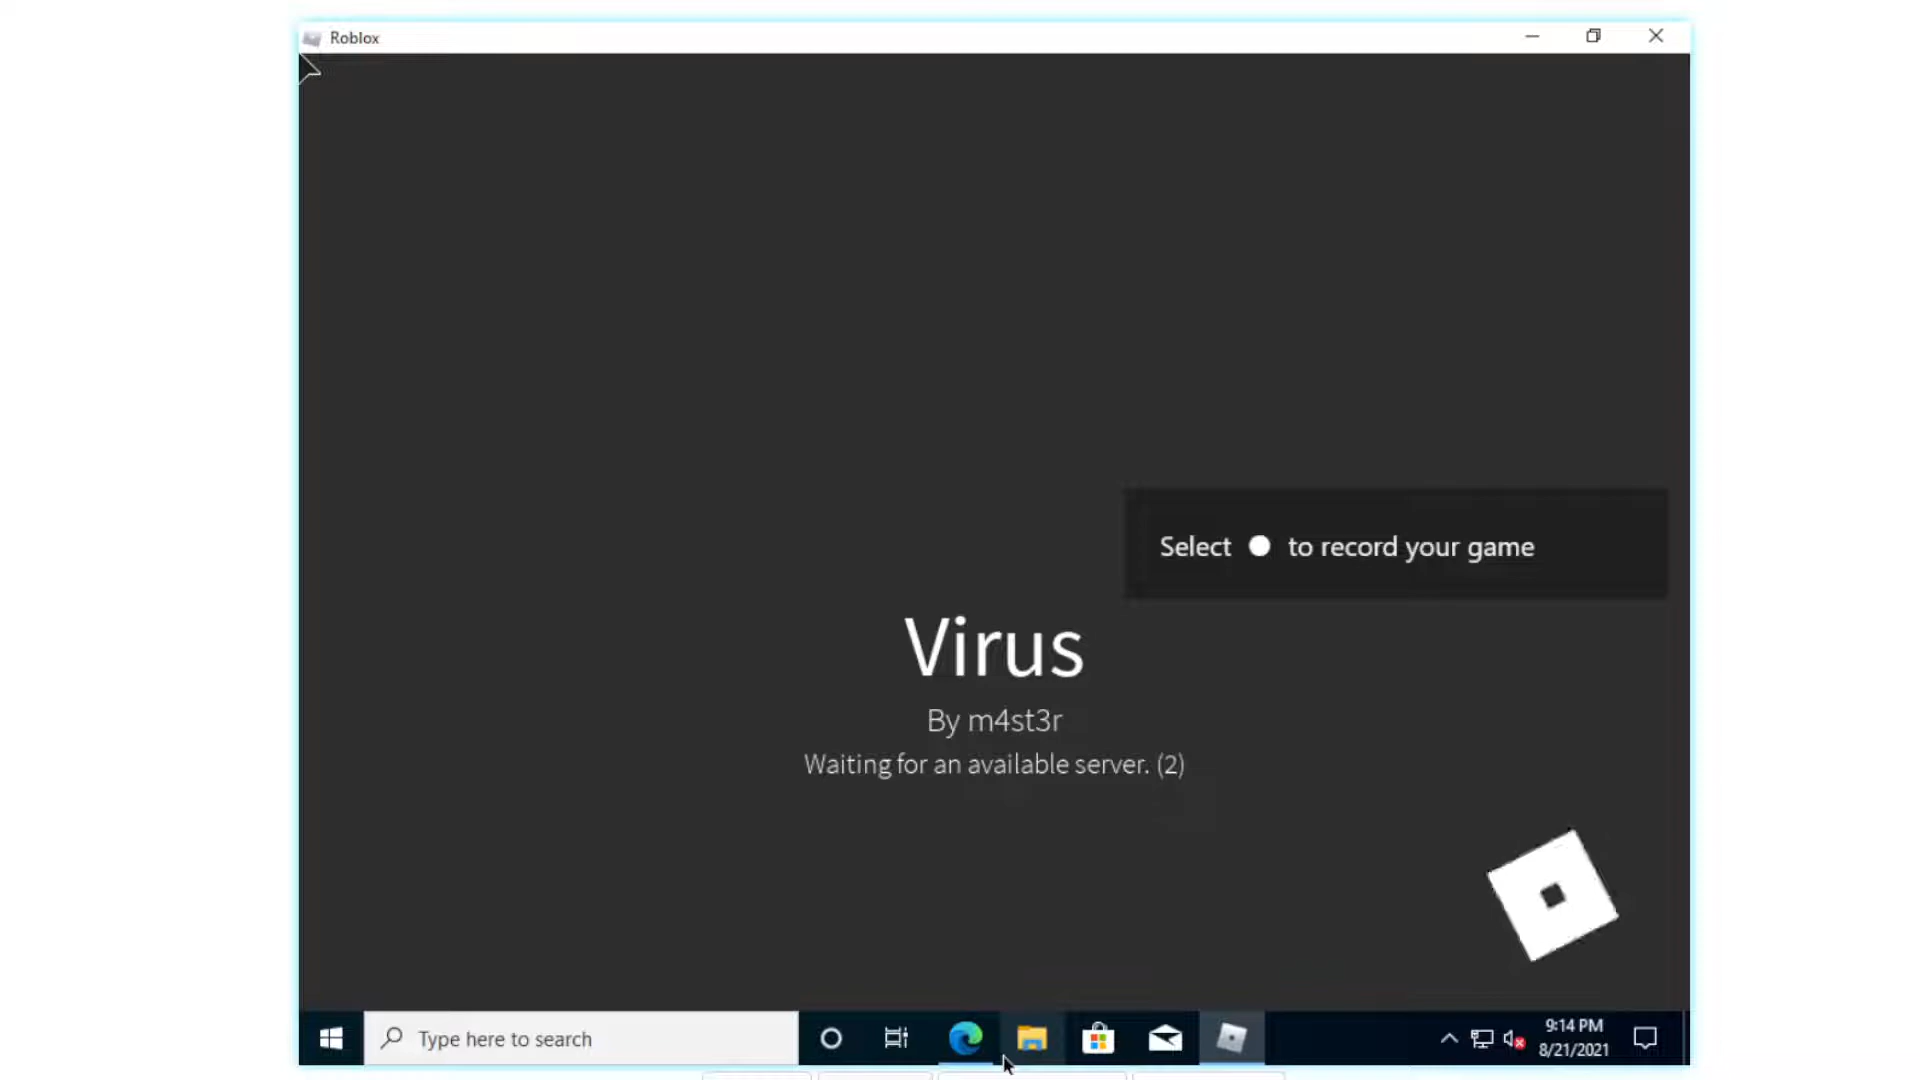 Roblox
Select to record your game
Virus
By m4st3r
Waiting for an available server. (2)
Type here to search
9:14 PM
8/21/2021